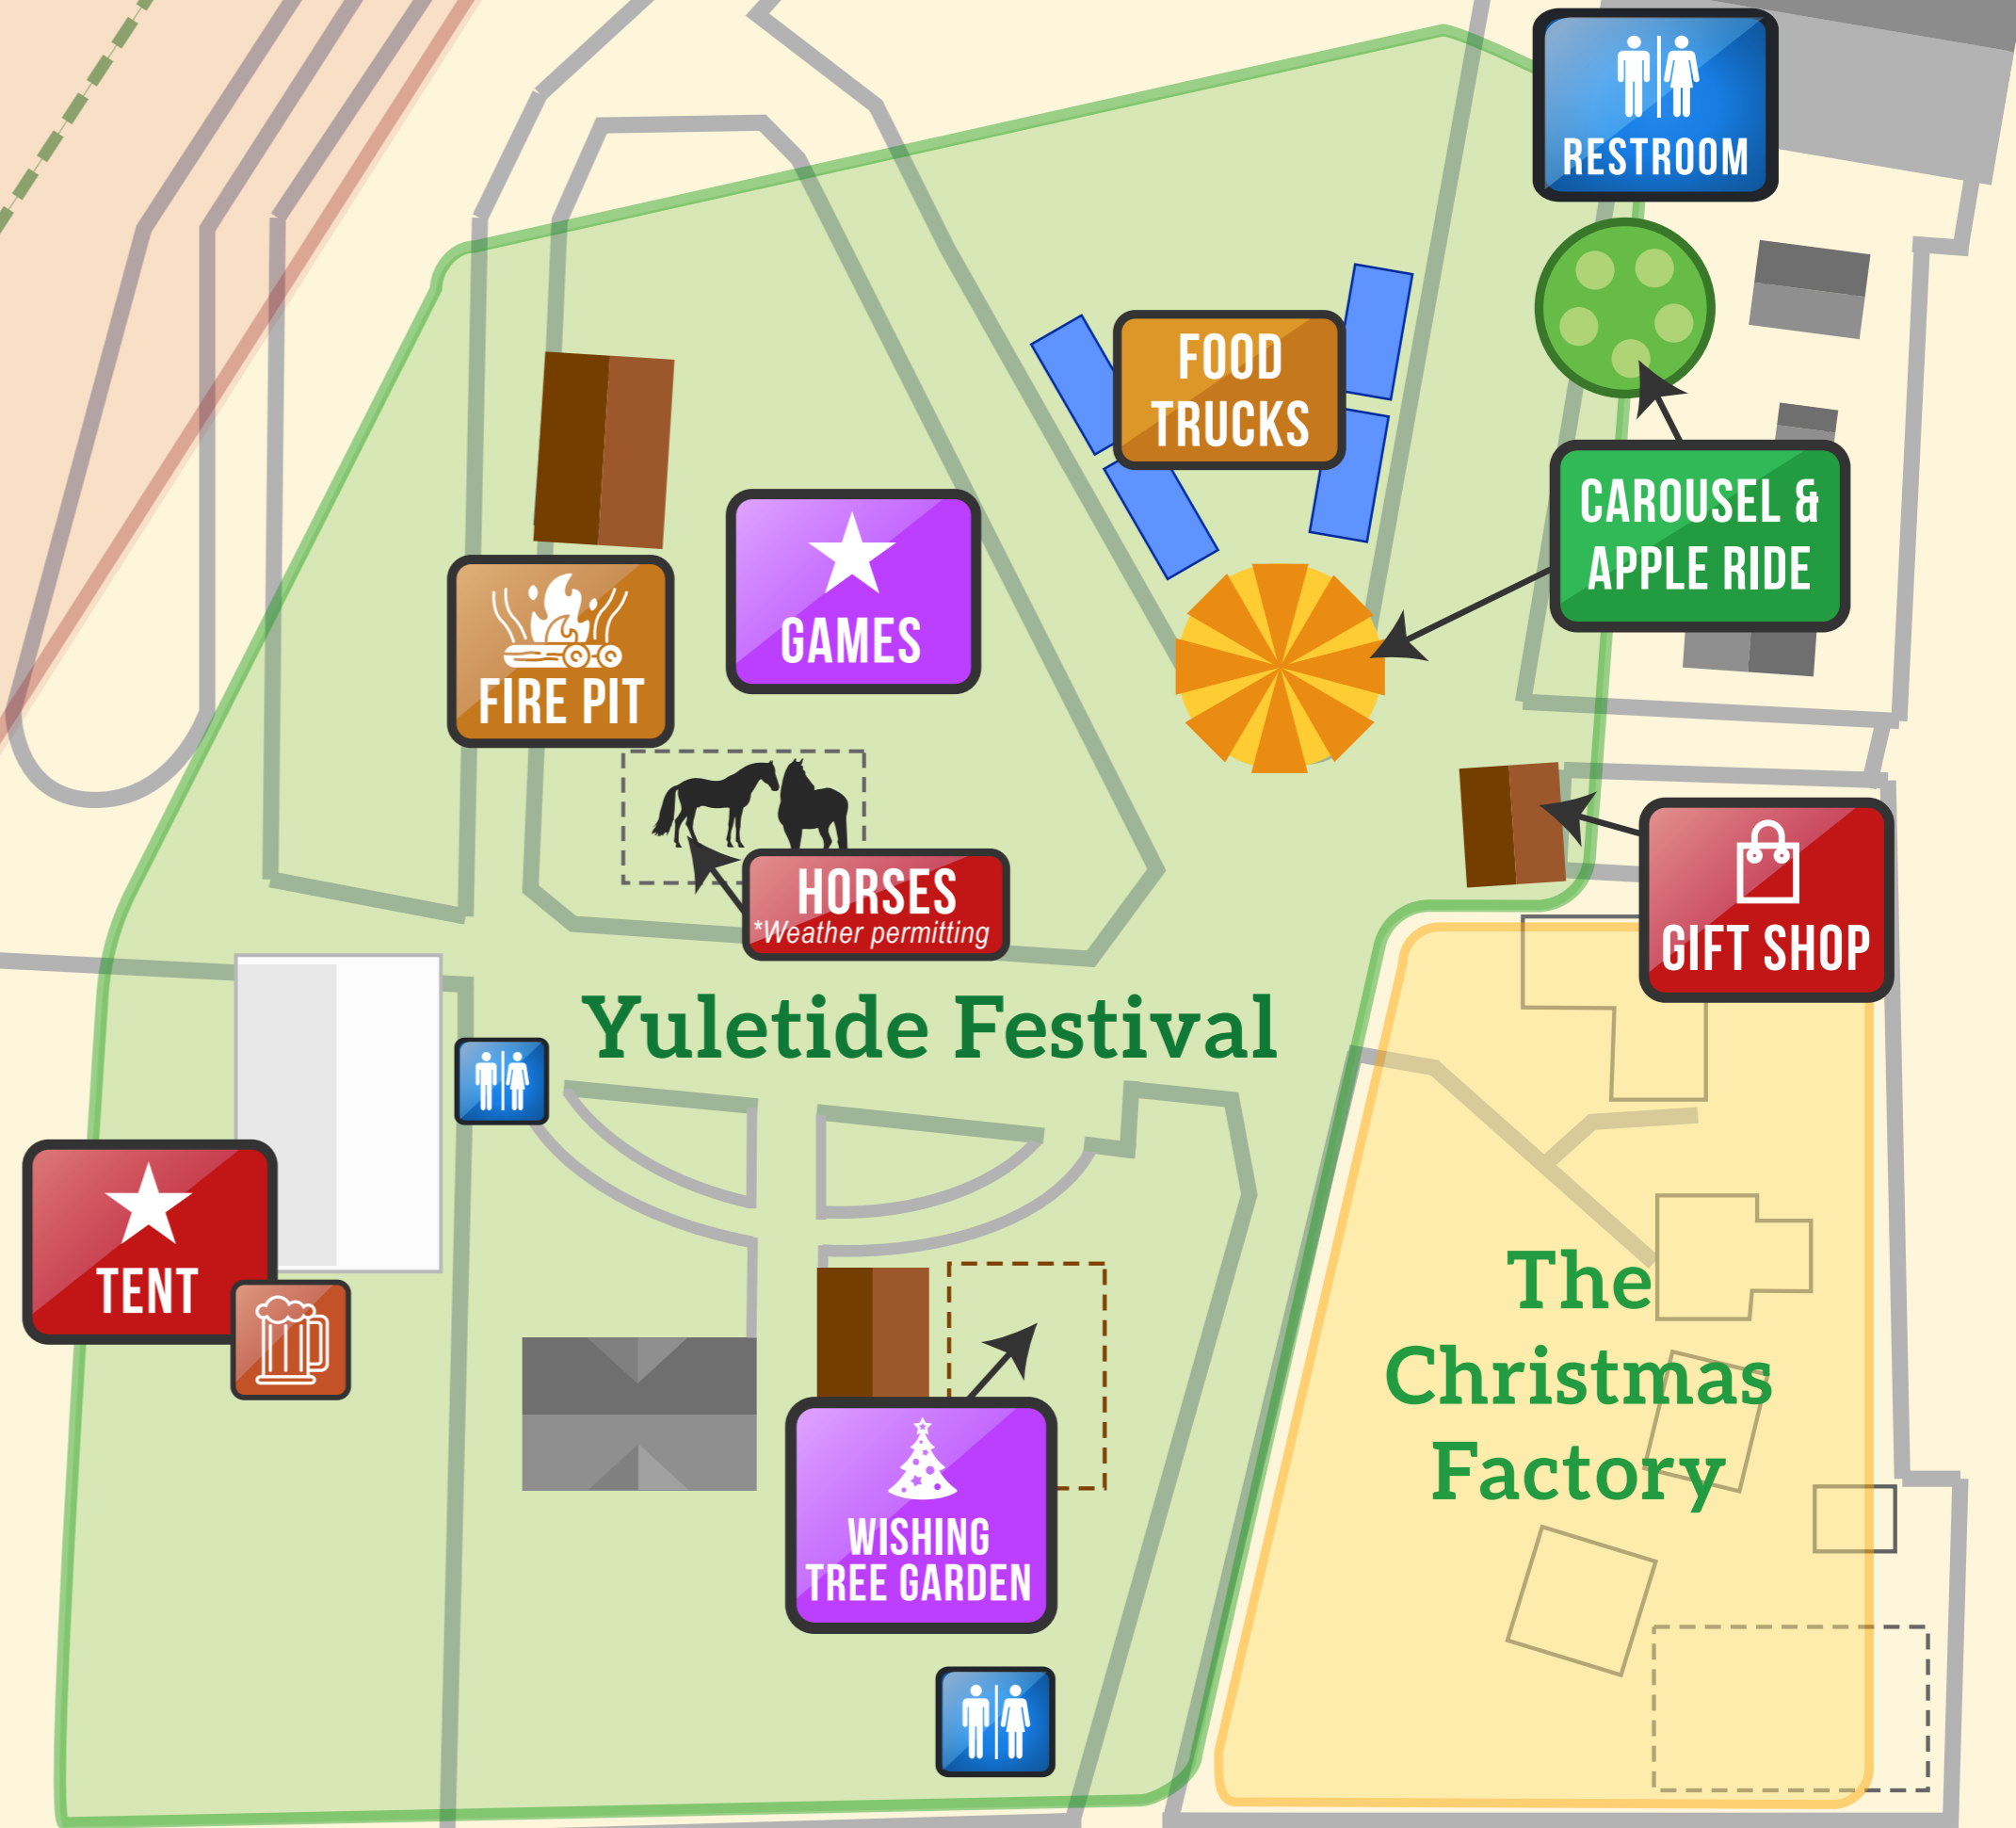 RESTROOM
FOOD
TRUCKS
CAROUSEL &
APPLE RIDE
GAMES
FIRE PIT
HORSES
*Weather permitting
GIFT SHOP
Yuletide Festival
TENT
The
Christmas
Factory
WISHING
TREE GARDEN